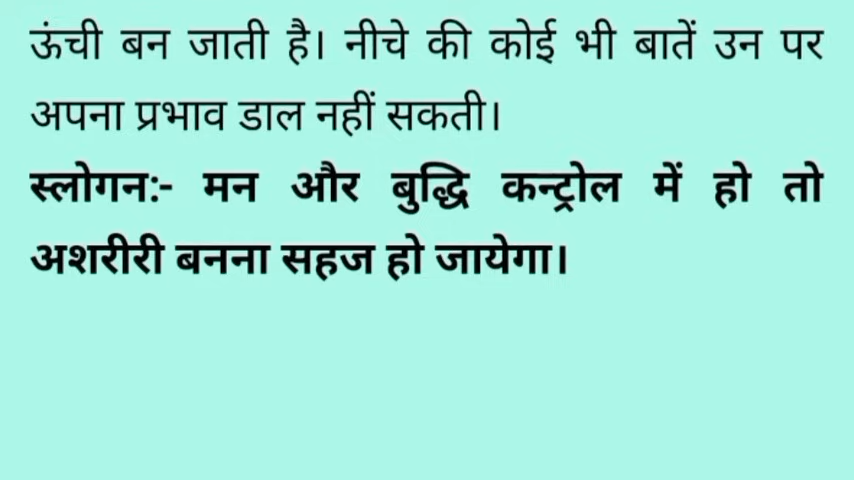 ऊंची बन जाती है। नीचे की कोई भी बातें उन पर
अपना प्रभाव डाल नहीं सकती।
स्लोगन:- मन और बुद्धि कन्ट्रोल में हो तो
अशरीरी बनना सहज हो जायेगा।